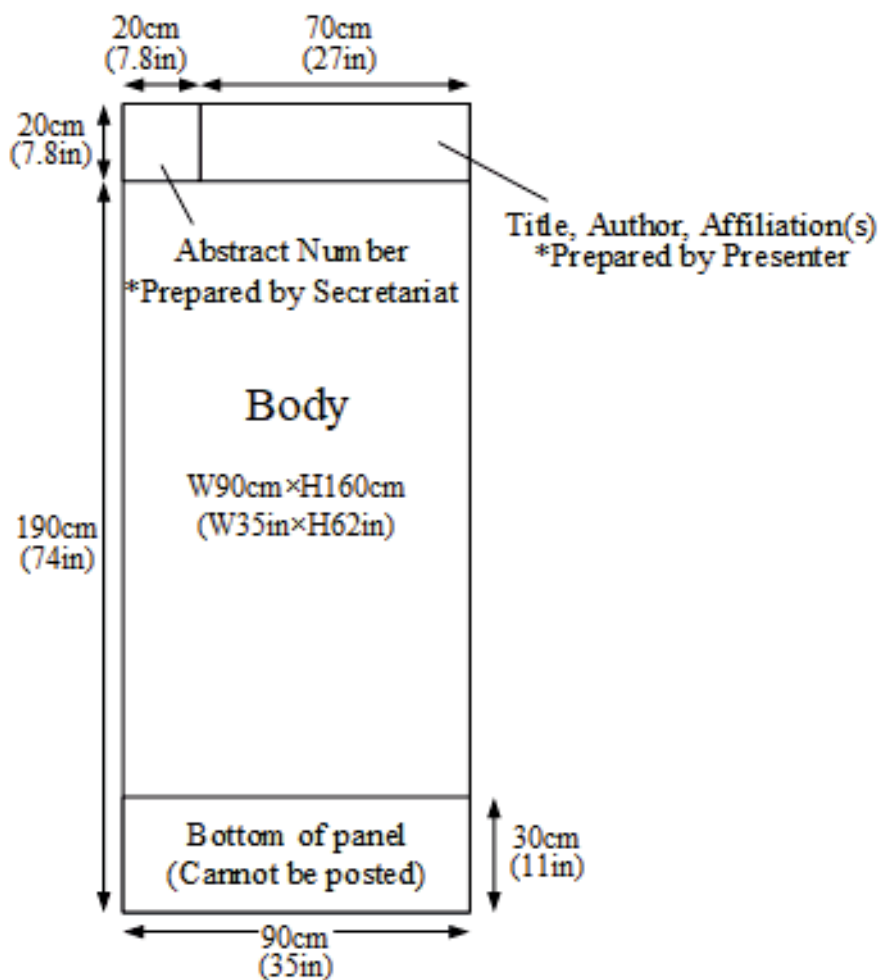 20cm
(7.8in)
70cm
(27in)
20cm
(7.8in)
Title, Author, Affiliation(s)
*Prepared by Presenter
Abstract Number
*Prepared by Secretariat
Body
W90cm×H160cm
(W35in×H62in)
190cm
(74in)
Bottom of panel
(Cannot be posted)
30cm
(11in)
90cm
(35in)